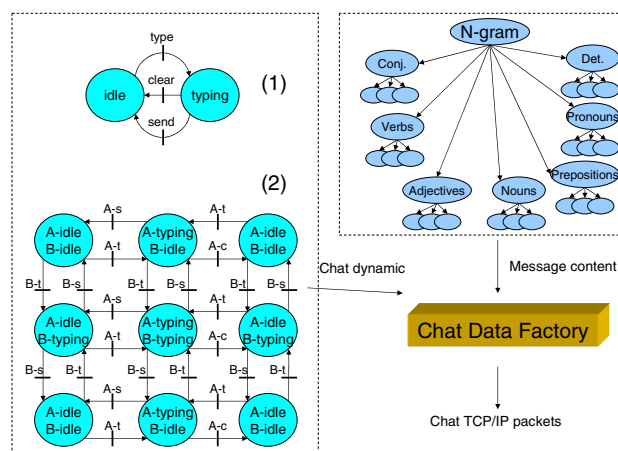 type
(1)
idle
clear
typing
send
(2)
A-s
A-t
A-idle
B-idle
A-typing
B-idle
A-idle
B-idle
A-t
A-c
B-t
B-s
B-t
B-s
B-t
B-s
A-s
A-t
A-idle
B-typing
A-typing
B-typing
A-idle
B-typing
A-t
A-c
B-s
B-t
B-s
B-t
B-s
B-t
A-s
A-t
A-idle
B-idle
A-typing
B-idle
A-idle
B-idle
A-t
A-c
N-gram
Conj.
Det.
Verbs
Pronouns
Adjectives
Nouns
Prepositions
Chat dynamic
Message content
Chat Data Factory
Chat TCP/IP packets